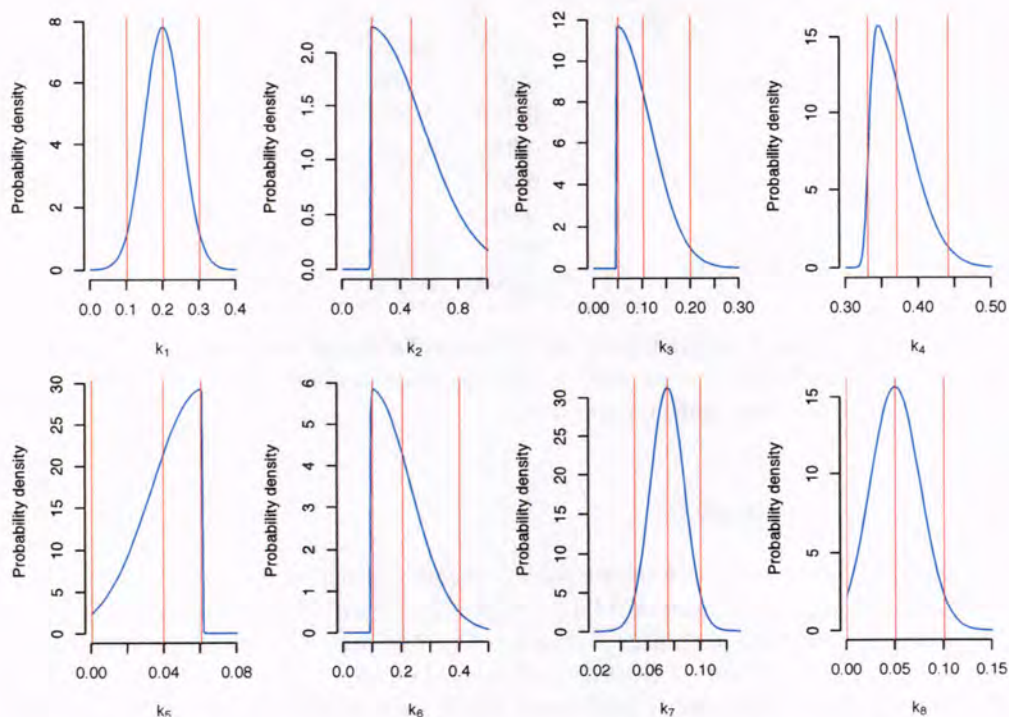 Probability density
0 2 4 6 8
0.0 0.1 0.2 0.3 0.4
k1
Probability density
0.0 0.5 1.0 1.5 2.0
0.0 0.4 0.8
k2
Probability density
0 2 4 6 8 10 12
0.00 0.10 0.20 0.30
k3
Probability density
0 5 10 15
0.30 0.40 0.50
k4
Probability density
0 5 10 15 20 25 30
0.00 0.04 0.08
k5
Probability density
0 1 2 3 4 5 6
0.0 0.2 0.4
k6
Probability density
0 5 10 15 20 25 30
0.02 0.06 0.10
k7
Probability density
0 5 10 15
0.00 0.05 0.10 0.15
k8